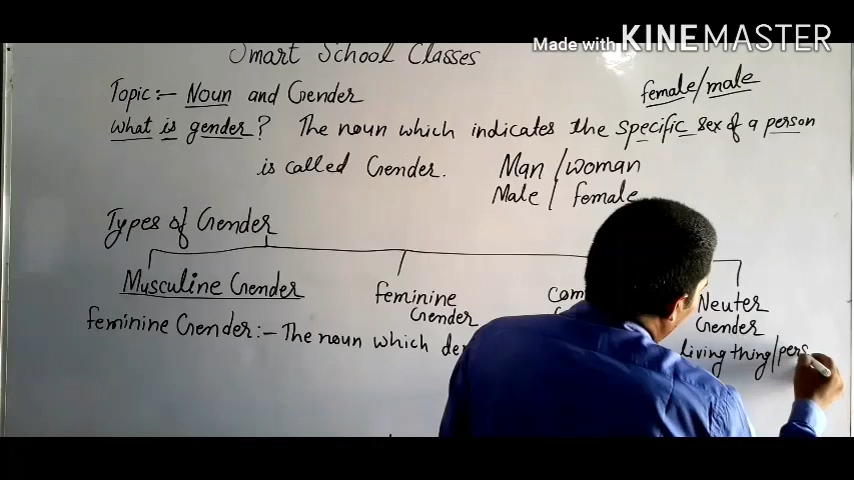 Made with KINEMASTER
Smart School Classes
Topic:- Noun and Gender
female/male
what is gender? The noun which indicates the specific sex of a person
is called Gender.
Man / woman
Male / female
Types of Gender
Musculine Gender
feminine Gender
Neuter Gender
feminine Gender:- The noun which
living thing/pers